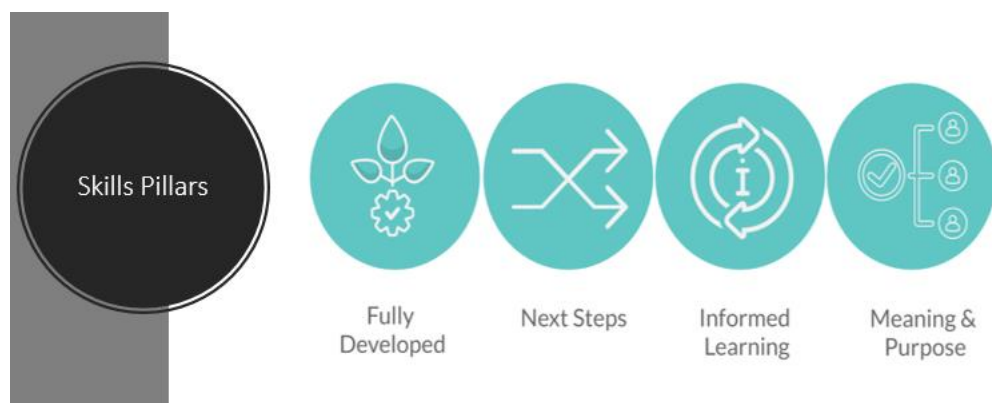 Skills Pillars
Fully
Developed
Next Steps
Informed
Learning
Meaning &
Purpose